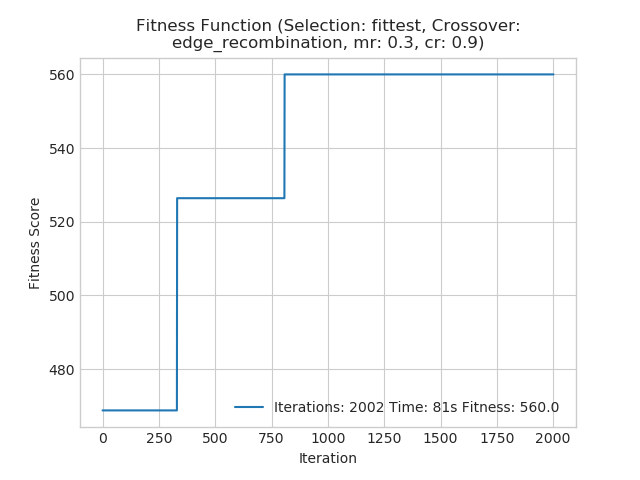 Fitness Function (Selection: fittest, Crossover:
edge_recombination, mr: 0.3, cr: 0.9)
560
540
520
500
480
Fitness Score
Iterations: 2002 Time: 81s Fitness: 560.0
0 250 500 750 1000 1250 1500 1750 2000
Iteration